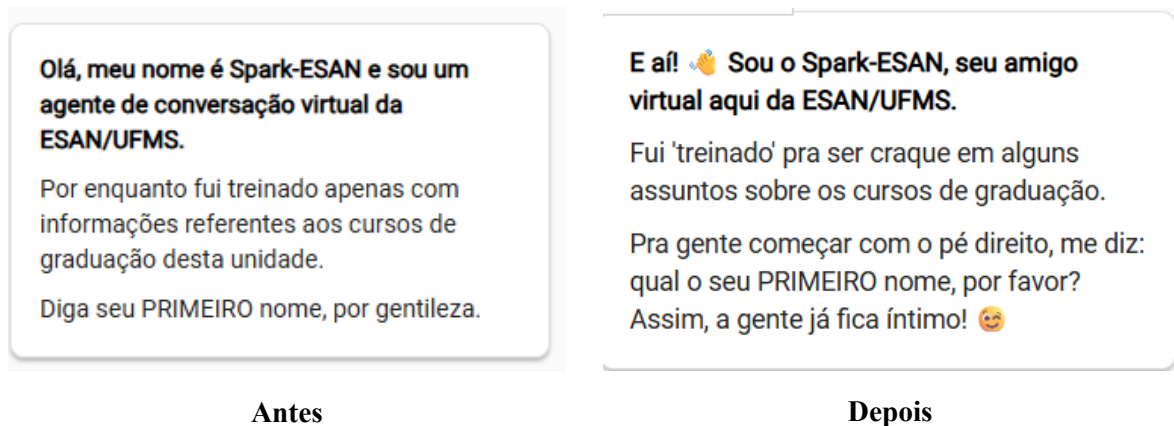 Olá, meu nome é Spark-ESAN e sou um
agente de conversação virtual da
ESAN/UFMS.
Por enquanto fui treinado apenas com
informações referentes aos cursos de
graduação desta unidade.
Diga seu PRIMEIRO nome, por gentileza.
Antes
E aí! 👋 Sou o Spark-ESAN, seu amigo
virtual aqui da ESAN/UFMS.
Fui 'treinado' pra ser craque em alguns
assuntos sobre os cursos de graduação.
Pra gente começar com o pé direito, me diz:
qual o seu PRIMEIRO nome, por favor?
Assim, a gente já fica íntimo! 😉
Depois